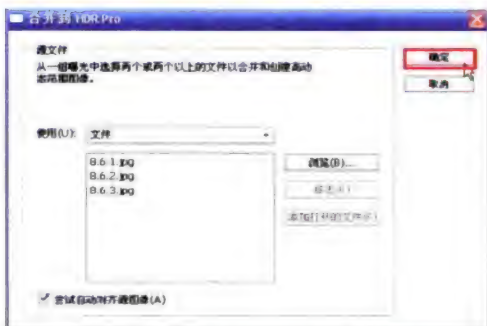 合并到 HDR Pro
源文件
从一组曝光中选择两个或两个以上的文件以合并和创建高动
态范围图像。
确定
取消
使用(U): 文件
8.6.1.jpg
8.6.2.jpg
8.6.3.jpg
浏览(B)...
移去(R)
添加打开的文件(F)
尝试自动对齐源图像(A)